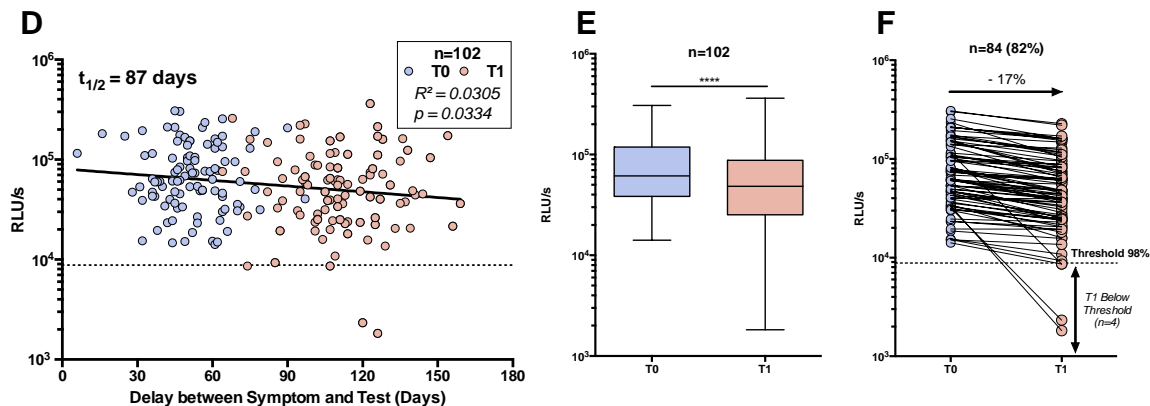 D
t1/2 = 87 days
n=102
T0 T1
R² = 0.0305
p = 0.0334
RLU/s
10⁶
10⁵
10⁴
10³
0 30 60 90 120 150 180
Delay between Symptom and Test (Days)
E
n=102
****
RLU/s
10⁶
10⁵
10⁴
10³
T0 T1
F
n=84 (82%)
- 17%
RLU/s
10⁶
10⁵
10⁴
10³
Threshold 98%
T1 Below
Threshold
(n=4)
T0 T1